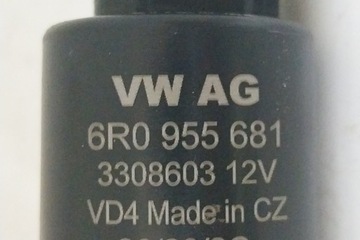 VW AG
6R0 955 681
3308603 12V
VD4 Made in CZ